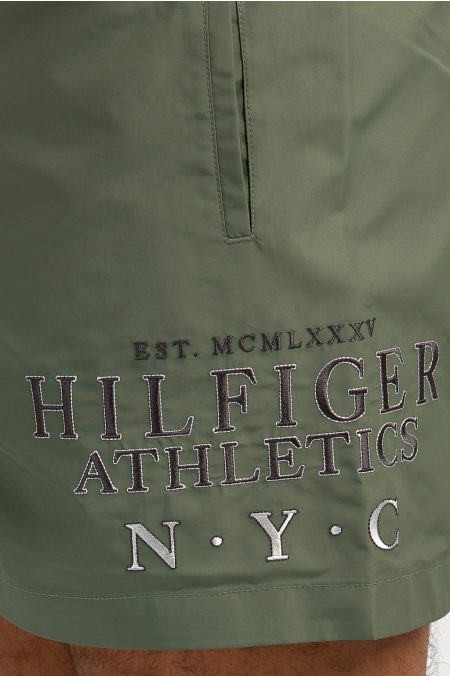 EST. MCMLXXXV
HILFIGER
ATHLETICS
N·Y·C